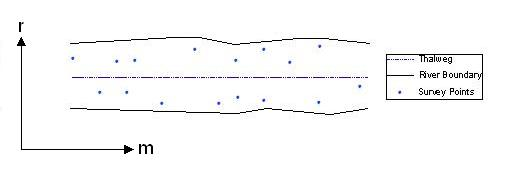 r
Thalweg
River Boundary
Survey Points
m